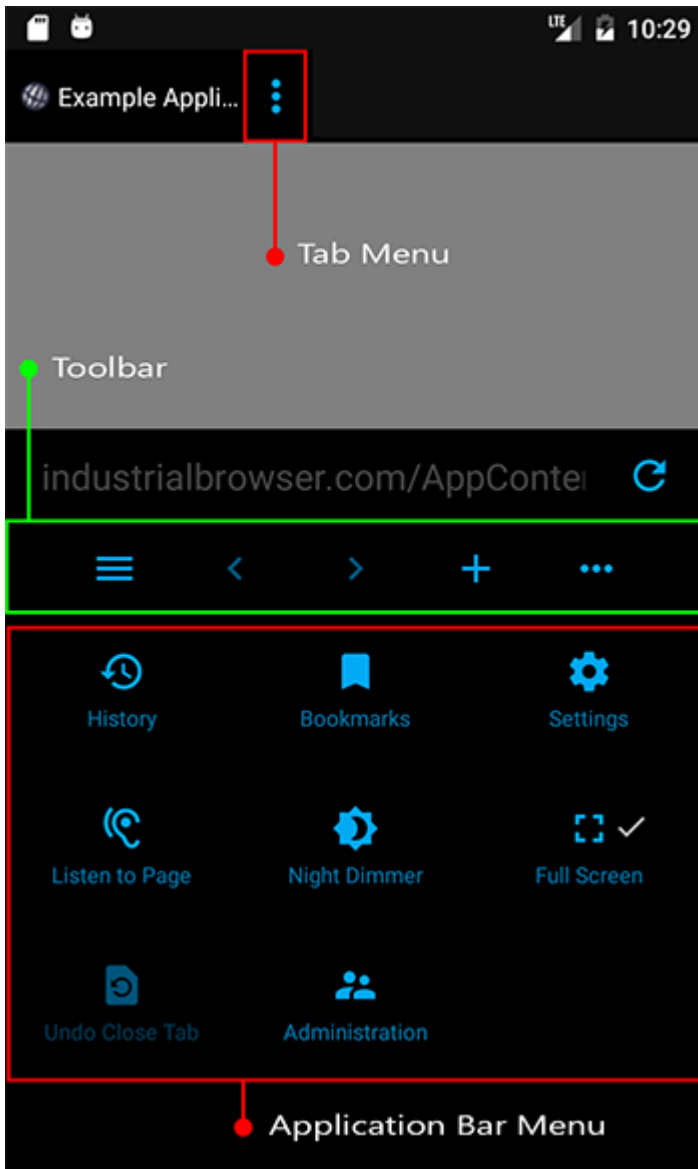 LTE 10:29
Example Appli...
Tab Menu
Toolbar
industrialbrowser.com/AppConte
History Bookmarks Settings
Listen to Page Night Dimmer Full Screen
Undo Close Tab Administration
Application Bar Menu